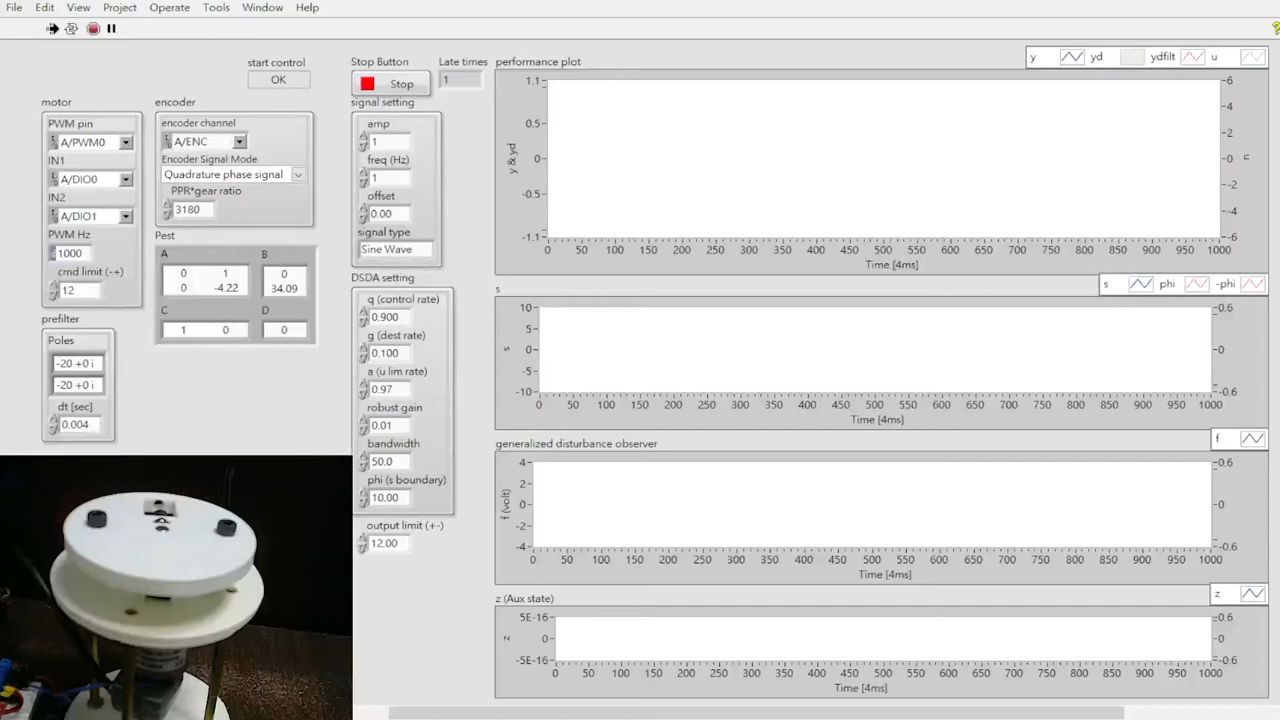 File Edit View Project Operate Tools Window Help
start control
OK
Stop Button
Stop
Late times
1
motor
PWM pin
A/PWM0
IN1
A/DIO0
IN2
A/DIO1
PWM Hz
1000
cmd limit (-+)
12
encoder
encoder channel
A/ENC
Encoder Signal Mode
Quadrature phase signal
PPR*gear ratio
3180
Pest
A B
0 1 0
0 -4.22 34.09
C D
1 0 0
prefilter
Poles
-20 +0 i
-20 +0 i
dt [sec]
0.004
signal setting
amp
1
freq (Hz)
1
offset
0.00
signal type
Sine Wave
DSDA setting
q (control rate)
0.900
g (dest rate)
0.100
a (u lim rate)
0.97
robust gain
0.01
bandwidth
50.0
phi (s boundary)
10.00
output limit (+-)
12.00
performance plot
y yd ydfilt u
1.1
0.5
0
-0.5
-1.1
y & yd
6
4
2
0
-2
-4
-6
u
0 50 100 150 200 250 300 350 400 450 500 550 600 650 700 750 800 850 900 950 1000
Time [4ms]
s
s phi -phi
10
5
0
-5
-10
s
0.6
0
-0.6
0 50 100 150 200 250 300 350 400 450 500 550 600 650 700 750 800 850 900 950 1000
Time [4ms]
generalized disturbance observer
f
4
2
0
-2
-4
f (volt)
0.6
0
-0.6
0 50 100 150 200 250 300 350 400 450 500 550 600 650 700 750 800 850 900 950 1000
Time [4ms]
z (Aux state)
z
5E-16
0
-5E-16
z
0.6
0
-0.6
0 50 100 150 200 250 300 350 400 450 500 550 600 650 700 750 800 850 900 950 1000
Time [4ms]